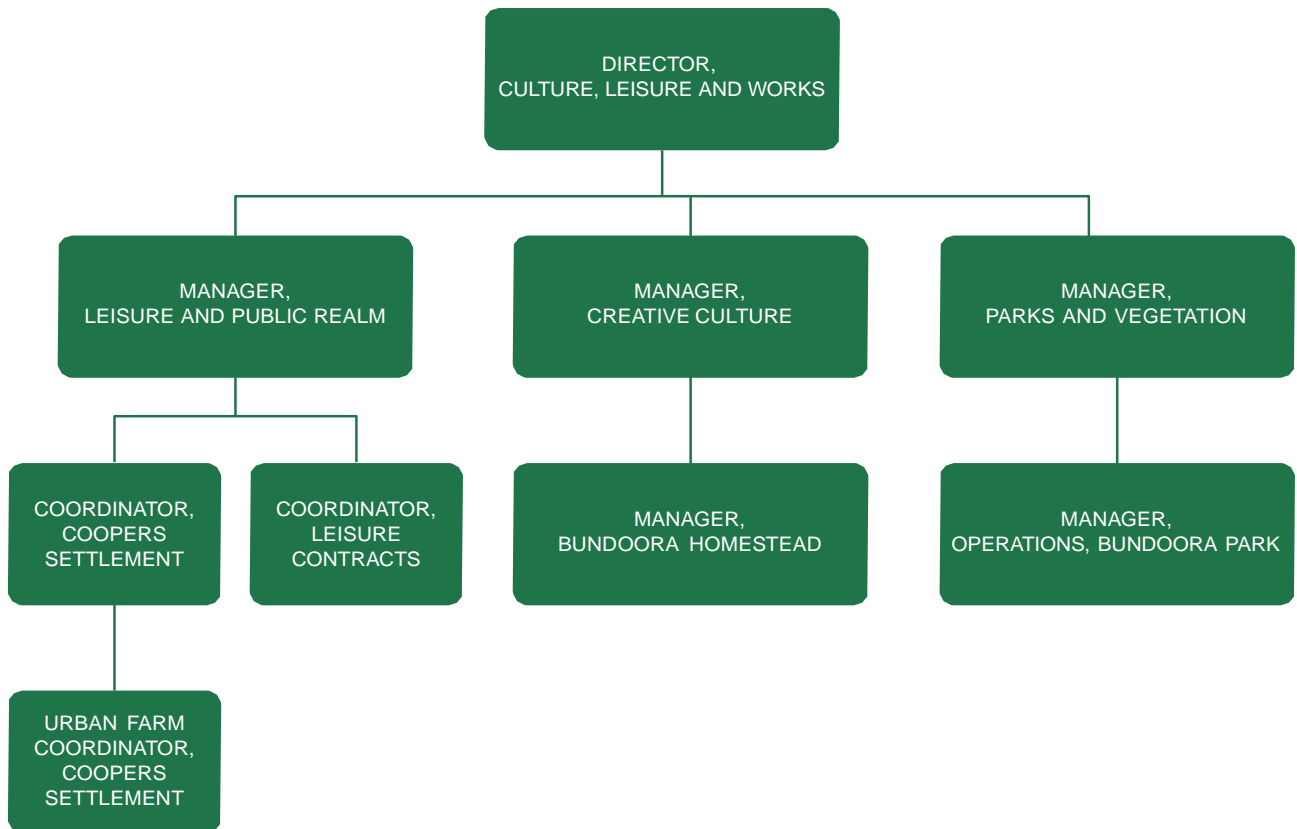 DIRECTOR,
CULTURE, LEISURE AND WORKS
MANAGER,
LEISURE AND PUBLIC REALM
MANAGER,
CREATIVE CULTURE
MANAGER,
PARKS AND VEGETATION
COORDINATOR,
COOPERS
SETTLEMENT
COORDINATOR,
LEISURE
CONTRACTS
MANAGER,
BUNDOORA HOMESTEAD
MANAGER,
OPERATIONS, BUNDOORA PARK
URBAN FARM
COORDINATOR,
COOPERS
SETTLEMENT